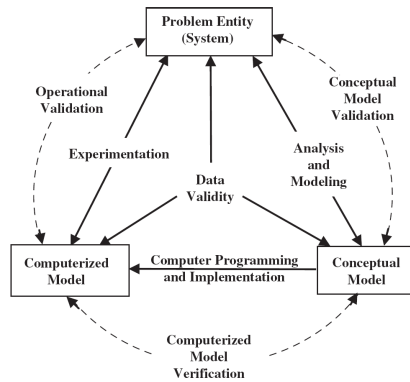 Problem Entity
(System)
Operational
Validation
Conceptual
Model
Validation
Experimentation
Analysis
and
Modeling
Data
Validity
Computerized
Model
Computer Programming
and Implementation
Conceptual
Model
Computerized
Model
Verification